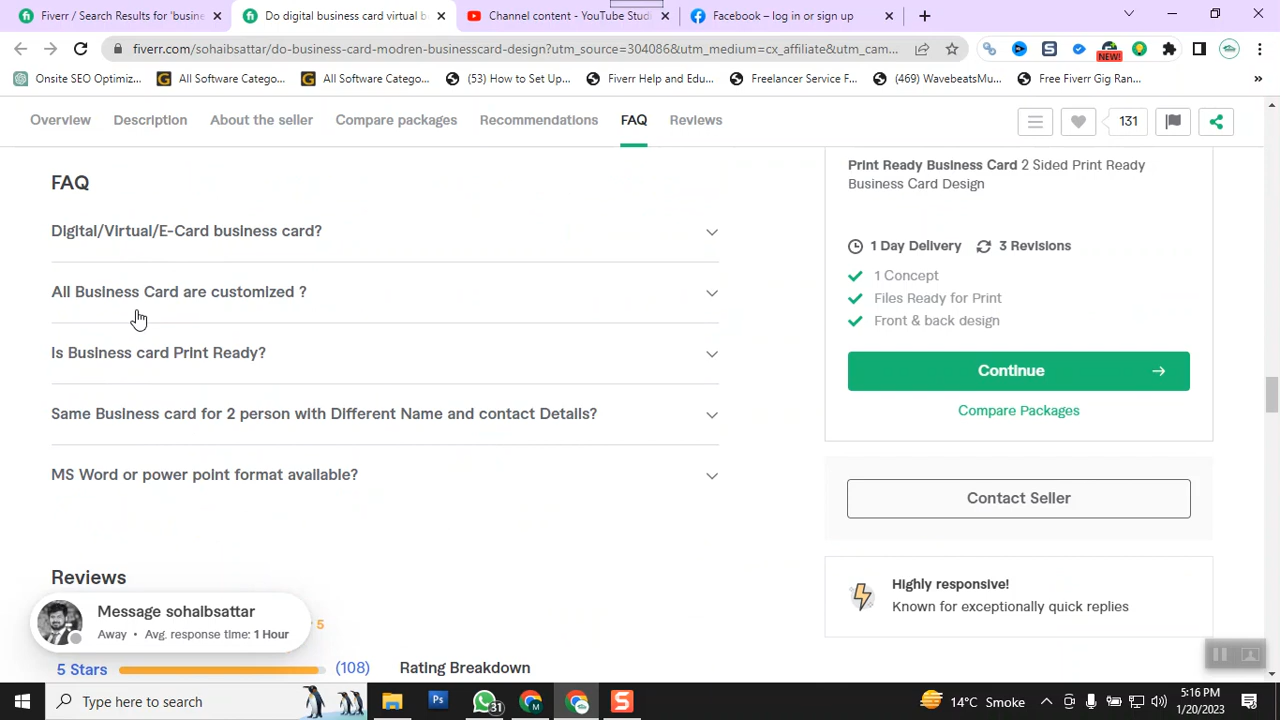 Fiverr / Search Results for 'busine
Do digital business card virtual b
Channel content - YouTube Studi
Facebook – log in or sign up
fiverr.com/sohaibsattar/do-business-card-modren-businesscard-design?utm_source=304086&utm_medium=cx_affiliate&utm_cam...
NEW!
Onsite SEO Optimiz...
All Software Catego...
All Software Catego...
(53) How to Set Up...
Fiverr Help and Edu...
Freelancer Service F...
(469) WavebeatsMu...
Free Fiverr Gig Ran...
Overview
Description
About the seller
Compare packages
Recommendations
FAQ
Reviews
131
FAQ
Digital/Virtual/E-Card business card?
All Business Card are customized ?
Is Business card Print Ready?
Same Business card for 2 person with Different Name and contact Details?
MS Word or power point format available?
Print Ready Business Card 2 Sided Print Ready
Business Card Design
1 Day Delivery
3 Revisions
1 Concept
Files Ready for Print
Front & back design
Continue
Compare Packages
Contact Seller
Highly responsive!
Known for exceptionally quick replies
Reviews
Message sohaibsattar
Away • Avg. response time: 1 Hour
5
5 Stars
(108)
Rating Breakdown
Type here to search
Ps
31
M
S
14°C Smoke
5:16 PM
1/20/2023